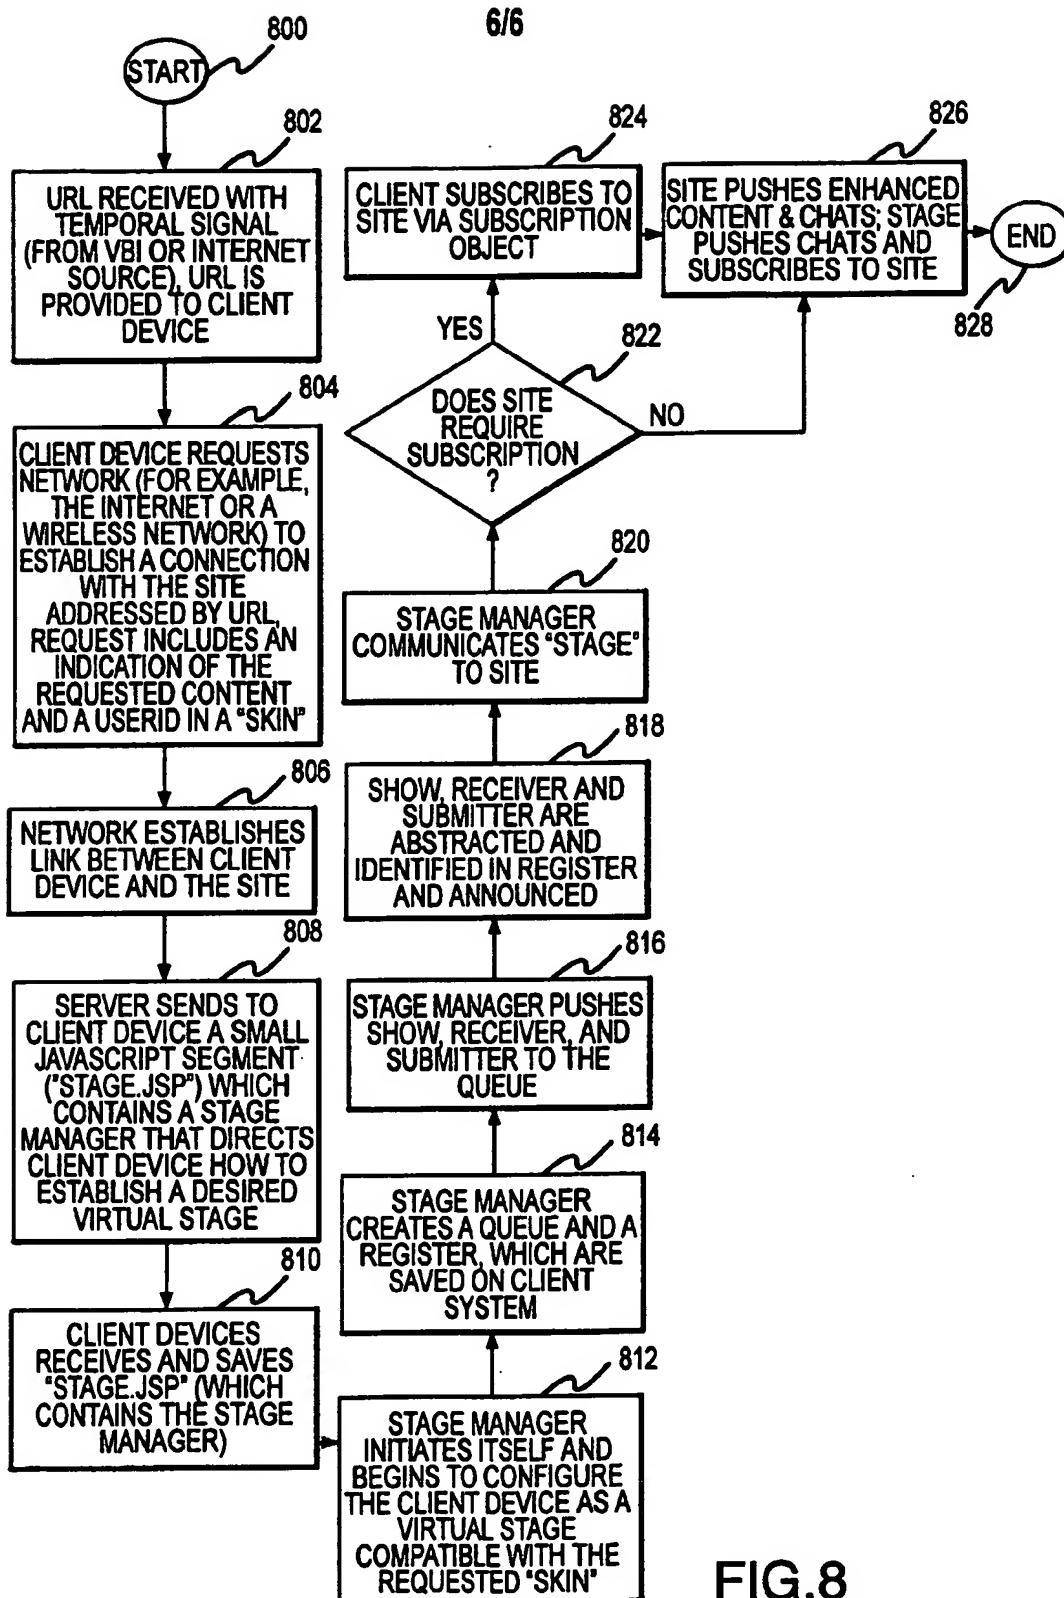 6/6
800
START
802
URL RECEIVED WITH
TEMPORAL SIGNAL
(FROM VBI OR INTERNET
SOURCE), URL IS
PROVIDED TO CLIENT
DEVICE
804
CLIENT DEVICE REQUESTS
NETWORK (FOR EXAMPLE,
THE INTERNET OR A
WIRELESS NETWORK) TO
ESTABLISH A CONNECTION
WITH THE SITE
ADDRESSED BY URL,
REQUEST INCLUDES AN
INDICATION OF THE
REQUESTED CONTENT
AND A USERID IN A "SKIN"
806
NETWORK ESTABLISHES
LINK BETWEEN CLIENT
DEVICE AND THE SITE
808
SERVER SENDS TO
CLIENT DEVICE A SMALL
JAVASCRIPT SEGMENT
("STAGE.JSP") WHICH
CONTAINS A STAGE
MANAGER THAT DIRECTS
CLIENT DEVICE HOW TO
ESTABLISH A DESIRED
VIRTUAL STAGE
810
CLIENT DEVICES
RECEIVES AND SAVES
"STAGE.JSP" (WHICH
CONTAINS THE STAGE
MANAGER)
812
STAGE MANAGER
INITIATES ITSELF AND
BEGINS TO CONFIGURE
THE CLIENT DEVICE AS A
VIRTUAL STAGE
COMPATIBLE WITH THE
REQUESTED "SKIN"
814
STAGE MANAGER
CREATES A QUEUE AND A
REGISTER, WHICH ARE
SAVED ON CLIENT
SYSTEM
816
STAGE MANAGER PUSHES
SHOW, RECEIVER, AND
SUBMITTER TO THE
QUEUE
818
SHOW, RECEIVER AND
SUBMITTER ARE
ABSTRACTED AND
IDENTIFIED IN REGISTER
AND ANNOUNCED
820
STAGE MANAGER
COMMUNICATES "STAGE"
TO SITE
822
DOES SITE
REQUIRE
SUBSCRIPTION
?
YES
NO
824
CLIENT SUBSCRIBES TO
SITE VIA SUBSCRIPTION
OBJECT
826
SITE PUSHES ENHANCED
CONTENT & CHATS; STAGE
PUSHES CHATS AND
SUBSCRIBES TO SITE
END
828
FIG.8